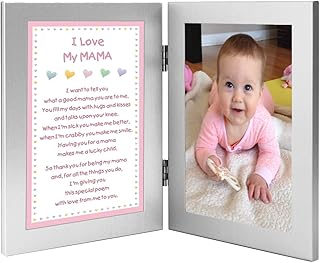 I Love
My MAMA
I want to tell you
what a good mama you are to me,
You fill my days with hugs and kisses
and talks upon your knee.
When I'm sick you make me better,
when I'm crabby you make me smile.
Having you for a mama
makes me a lucky child.
So thank you for being my mama
and, for all the things you do,
I'm giving you
this special poem
with love from me to you.